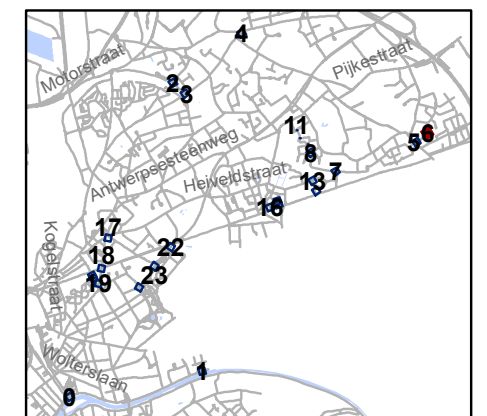 4
Motorstraat
Pijkestraat
2
3
11
6
5
Antwerpsesteenweg
8
7
Heiveldstraat
13
16
17
22
Kogelstraat
18
23
19
Wolterslaan
1
0